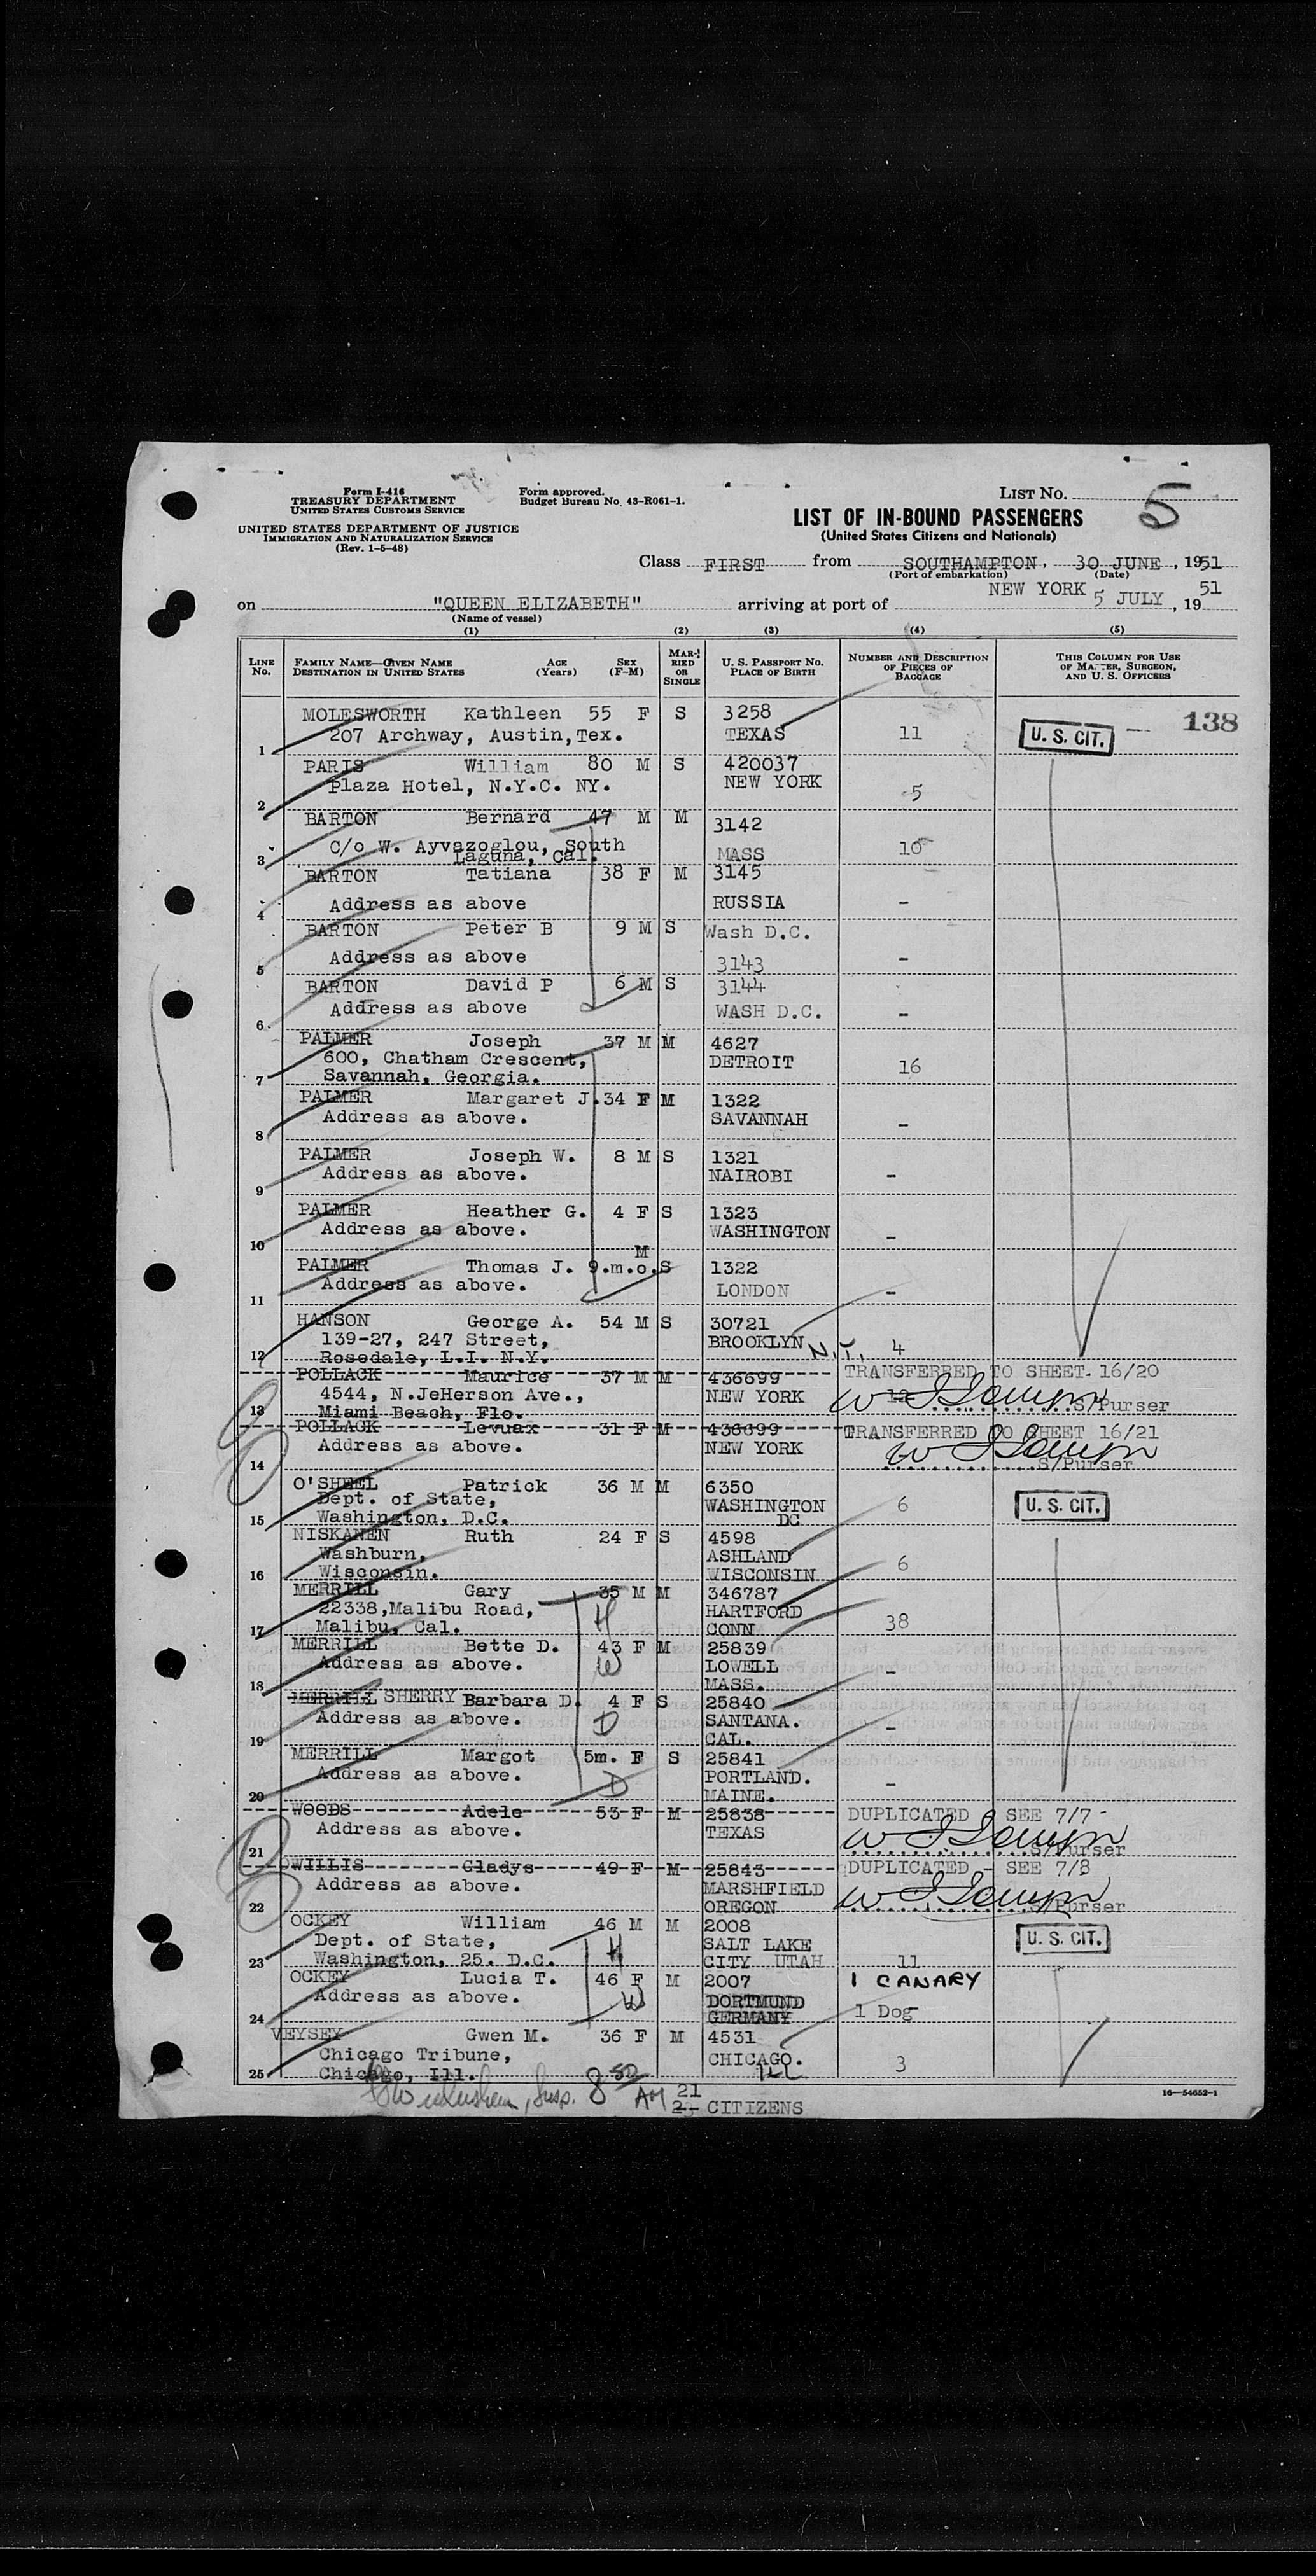 Form I-416
TREASURY DEPARTMENT
UNITED STATES CUSTOMS SERVICE
UNITED STATES DEPARTMENT OF JUSTICE
IMMIGRATION AND NATURALIZATION SERVICE
(Rev. 1-5-48)
Form approved.
Budget Bureau No. 43-R061-1.
LIST NO. 5
LIST OF IN-BOUND PASSENGERS
(United States Citizens and Nationals)
Class FIRST from SOUTHAMPTON, 30 JUNE, 1951
(Port of embarkation) (Date)
on "QUEEN ELIZABETH" arriving at port of NEW YORK 5 JULY, 19 51
(Name of vessel)
(1) (2) (3) (4) (5)
LINE NO. FAMILY NAME—GIVEN NAME DESTINATION IN UNITED STATES AGE (Years) SEX (F-M) MARRIED OR SINGLE U. S. PASSPORT NO. PLACE OF BIRTH NUMBER AND DESCRIPTION OF PIECES OF BAGGAGE THIS COLUMN FOR USE OF MASTER, SURGEON, AND U. S. OFFICERS
MOLESWORTH Kathleen 55 F S 3258
1 207 Archway, Austin, Tex. TEXAS 11 U. S. CIT. — 138
PARIS William 80 M S 420037
2 Plaza Hotel, N.Y.C. NY. NEW YORK 5
BARTON Bernard 47 M M 3142
3 C/o W. Ayvazoglou, South MASS 10
Laguna, Cal.
BARTON Tatiana 38 F M 3145
4 Address as above RUSSIA -
BARTON Peter B 9 M S Wash D.C.
5 Address as above 3143 -
BARTON David P 6 M S 3144
6 Address as above WASH D.C. -
PALMER Joseph 37 M M 4627
600, Chatham Crescent, DETROIT 16
7 Savannah, Georgia.
PALMER Margaret J. 34 F M 1322
8 Address as above. SAVANNAH -
PALMER Joseph W. 8 M S 1321
9 Address as above. NAIROBI -
PALMER Heather G. 4 F S 1323
10 Address as above. WASHINGTON -
M
PALMER Thomas J. 9.m.o. S 1322
11 Address as above. LONDON -
HANSON George A. 54 M S 30721
139-27, 247 Street, BROOKLYN N.Y. 4
12 Rosedale, L.I. N.Y.
POLLACK Maurice 37 M M 436699 TRANSFERRED TO SHEET 16/20
4544, N.JeHerson Ave., NEW YORK 12
13 Miami Beach, Flo. S/Purser
POLLACK Levuax 31 F M 436699 TRANSFERRED TO SHEET 16/21
14 Address as above. NEW YORK S/Purser
O'SHEEL Patrick 36 M M 6350
Dept. of State, WASHINGTON 6 U. S. CIT.
15 Washington, D.C. DC
NISKANEN Ruth 24 F S 4598
Washburn, ASHLAND 6
16 Wisconsin. WISCONSIN
MERRILL Gary 35 M M 346787
22338, Malibu Road, H HARTFORD 38
17 Malibu, Cal. CONN
MERRILL Bette D. 43 F M 25839
Address as above. W LOWELL -
18 MASS.
MERRILL SHERRY Barbara D. 4 F S 25840
Address as above. D SANTANA. -
19 CAL.
MERRILL Margot 5m. F S 25841
Address as above. D PORTLAND. -
20 MAINE.
WOODS Adele 53 F M 25838 DUPLICATED SEE 7/7
Address as above. TEXAS
21 S/Purser
WILLIS Gladys 49 F M 25843 DUPLICATED - SEE 7/8
Address as above. MARSHFIELD
22 OREGON S/Purser
OCKEY William 46 M M 2008
Dept. of State, H SALT LAKE U. S. CIT.
23 Washington, 25. D.C. CITY UTAH 11
OCKEY Lucia T. 46 F M 2007 1 CANARY
Address as above. W DORTMUND 1 Dog
24 GERMANY
VEYSEY Gwen M. 36 F M 4531
Chicago Tribune, CHICAGO. 3
25 Chicago, Ill. ILL
Insp. 8 50 AM 21
CITIZENS
16—54652-1